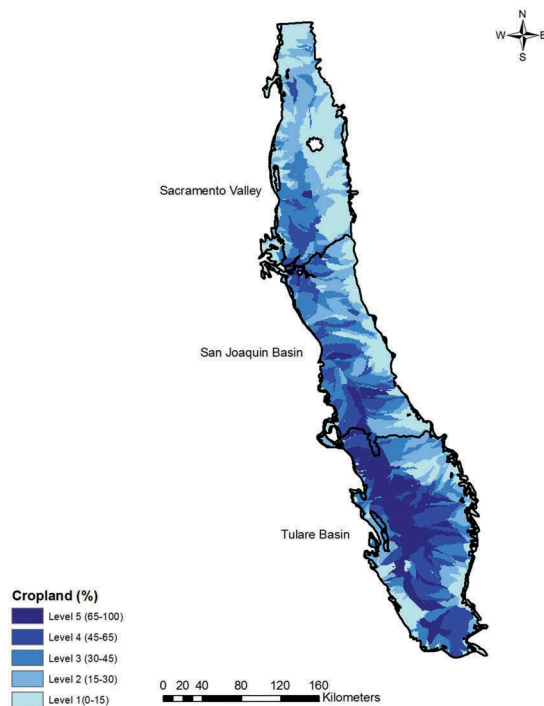 N
W E
S
Sacramento Valley
San Joaquin Basin
Tulare Basin
Cropland (%)
Level 5 (65-100)
Level 4 (45-65)
Level 3 (30-45)
Level 2 (15-30)
Level 1(0-15)
0 20 40 80 120 160
Kilometers